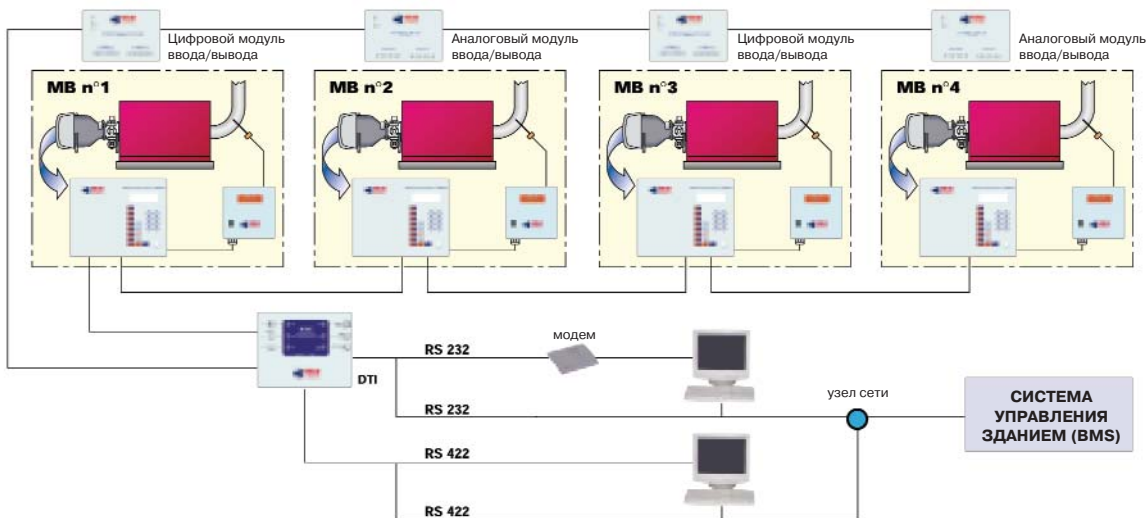 Цифровой модуль
ввода/вывода
Аналоговый модуль
ввода/вывода
Цифровой модуль
ввода/вывода
Аналоговый модуль
ввода/вывода
MB n°1
MB n°2
MB n°3
MB n°4
DTI
RS 232
модем
RS 232
узел сети
СИСТЕМА
УПРАВЛЕНИЯ
ЗДАНИЕМ (BMS)
RS 422
RS 422